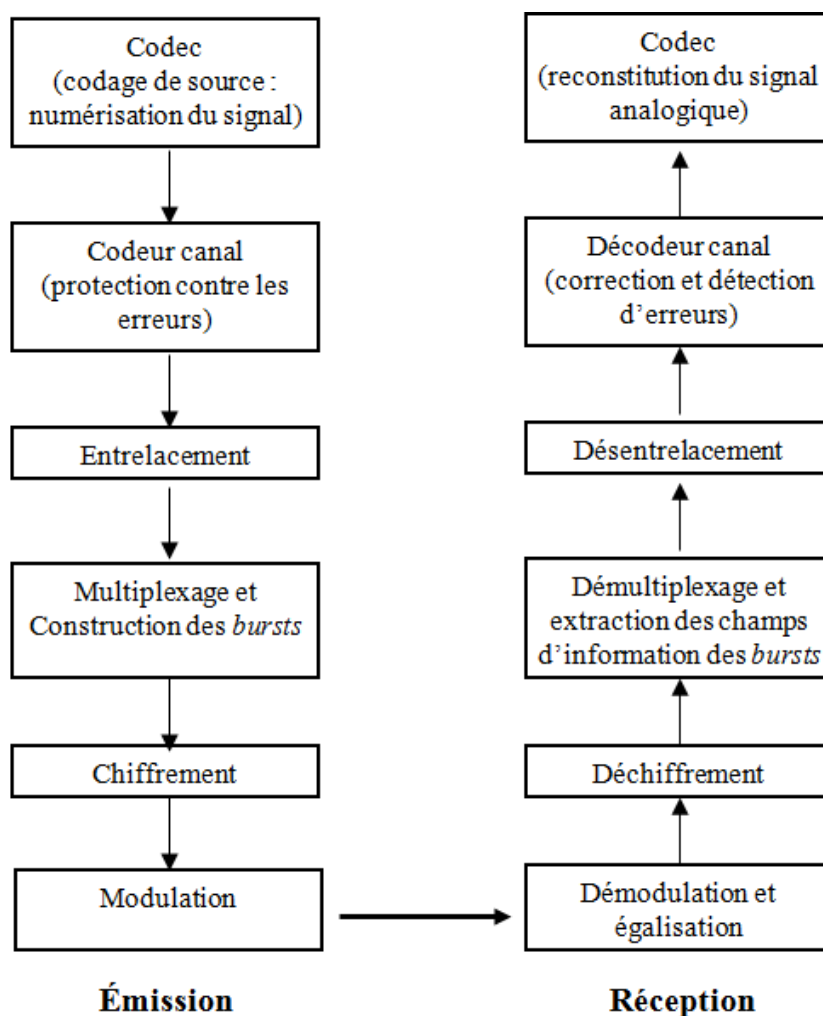 Codec
(codage de source :
numérisation du signal)
Codeur canal
(protection contre les
erreurs)
Entrelacement
Multiplexage et
Construction des bursts
Chiffrement
Modulation
Émission
Codec
(reconstitution du signal
analogique)
Décodeur canal
(correction et détection
d’erreurs)
Désentrelacement
Démultiplexage et
extraction des champs
d’information des bursts
Déchiffrement
Démodulation et
égalisation
Réception